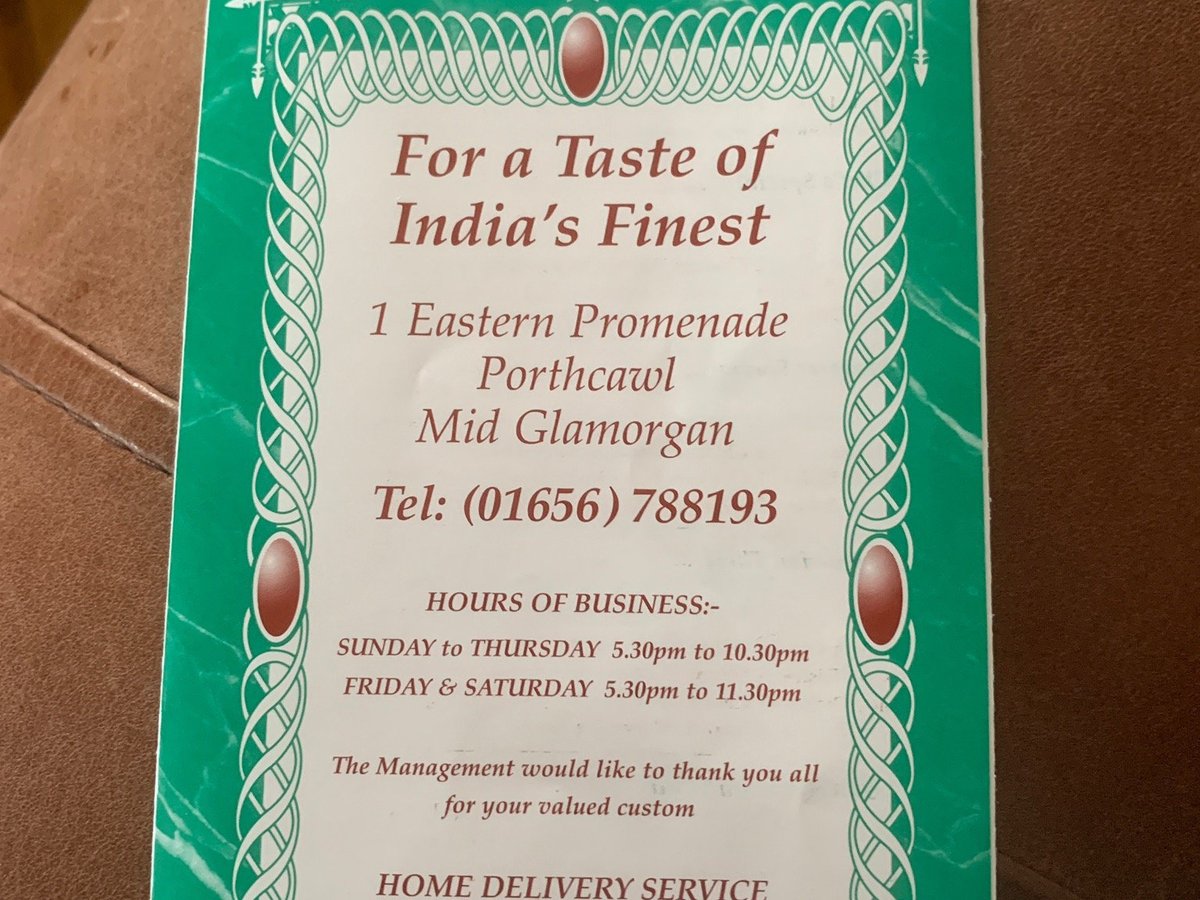 For a Taste of
India's Finest
1 Eastern Promenade
Porthcawl
Mid Glamorgan
Tel: (01656) 788193
HOURS OF BUSINESS:-
SUNDAY to THURSDAY 5.30pm to 10.30pm
FRIDAY & SATURDAY 5.30pm to 11.30pm
The Management would like to thank you all
for your valued custom
HOME DELIVERY SERVICE